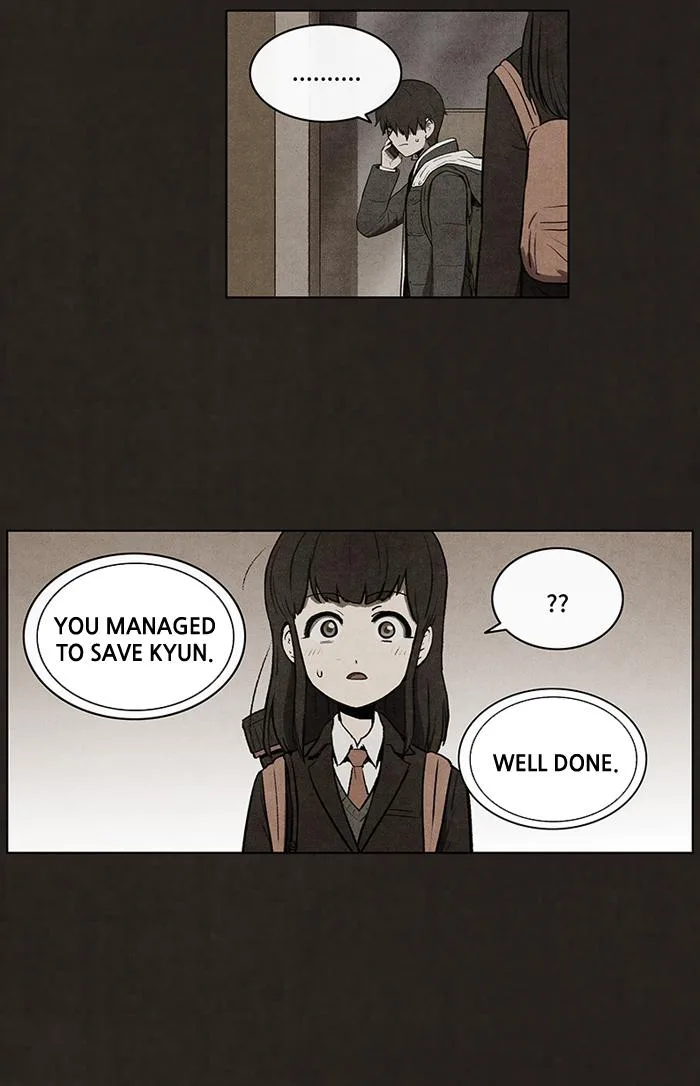 ..........
YOU MANAGED
TO SAVE KYUN.
??
WELL DONE.